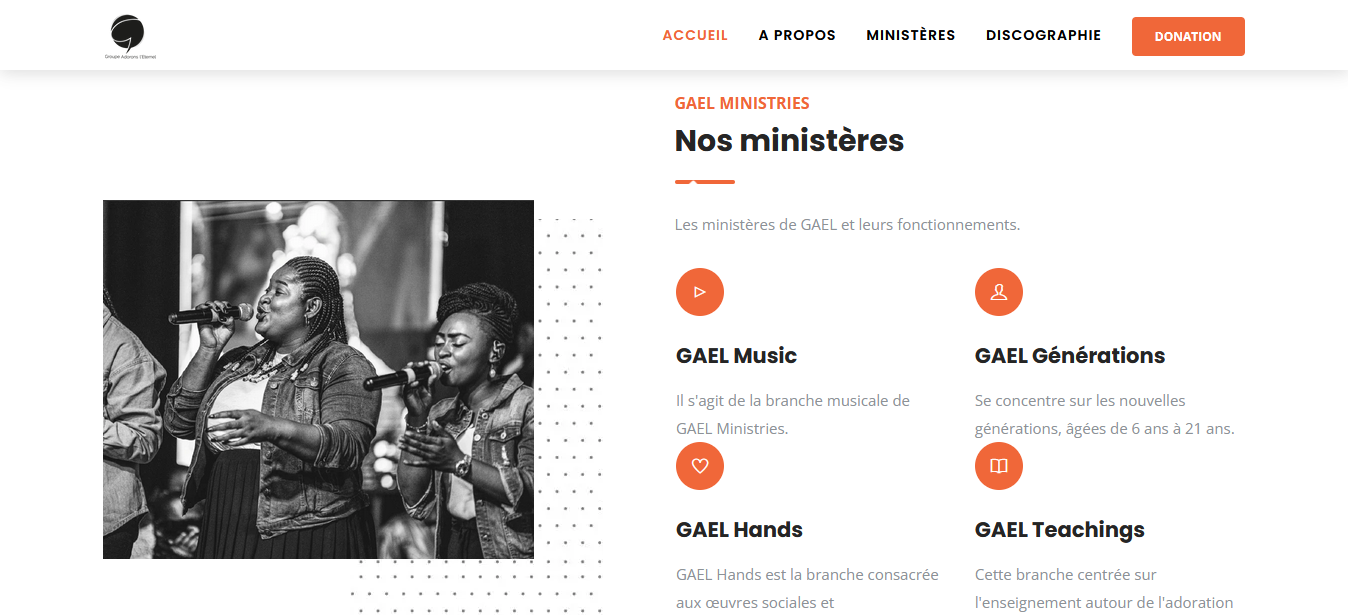 Groupe Adorons l'Eternel
ACCUEIL
A PROPOS
MINISTÈRES
DISCOGRAPHIE
DONATION
GAEL MINISTRIES
Nos ministères
Les ministères de GAEL et leurs fonctionnements.
GAEL Music
Il s'agit de la branche musicale de
GAEL Ministries.
GAEL Générations
Se concentre sur les nouvelles
générations, âgées de 6 ans à 21 ans.
GAEL Hands
GAEL Hands est la branche consacrée
aux œuvres sociales et
GAEL Teachings
Cette branche centrée sur
l'enseignement autour de l'adoration